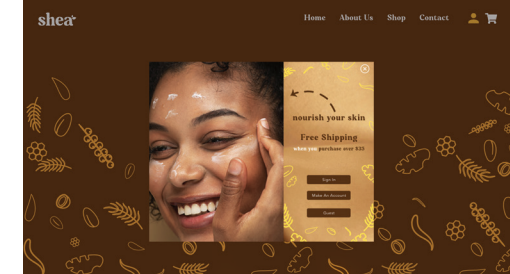 shea
Home About Us Shop Contact
nourish your skin
Free Shipping
when you purchase over $35
Sign In
Make An Account
Guest